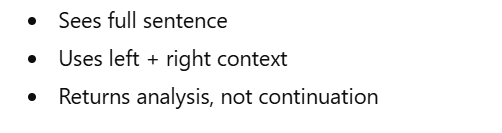 • Sees full sentence
• Uses left + right context
• Returns analysis, not continuation